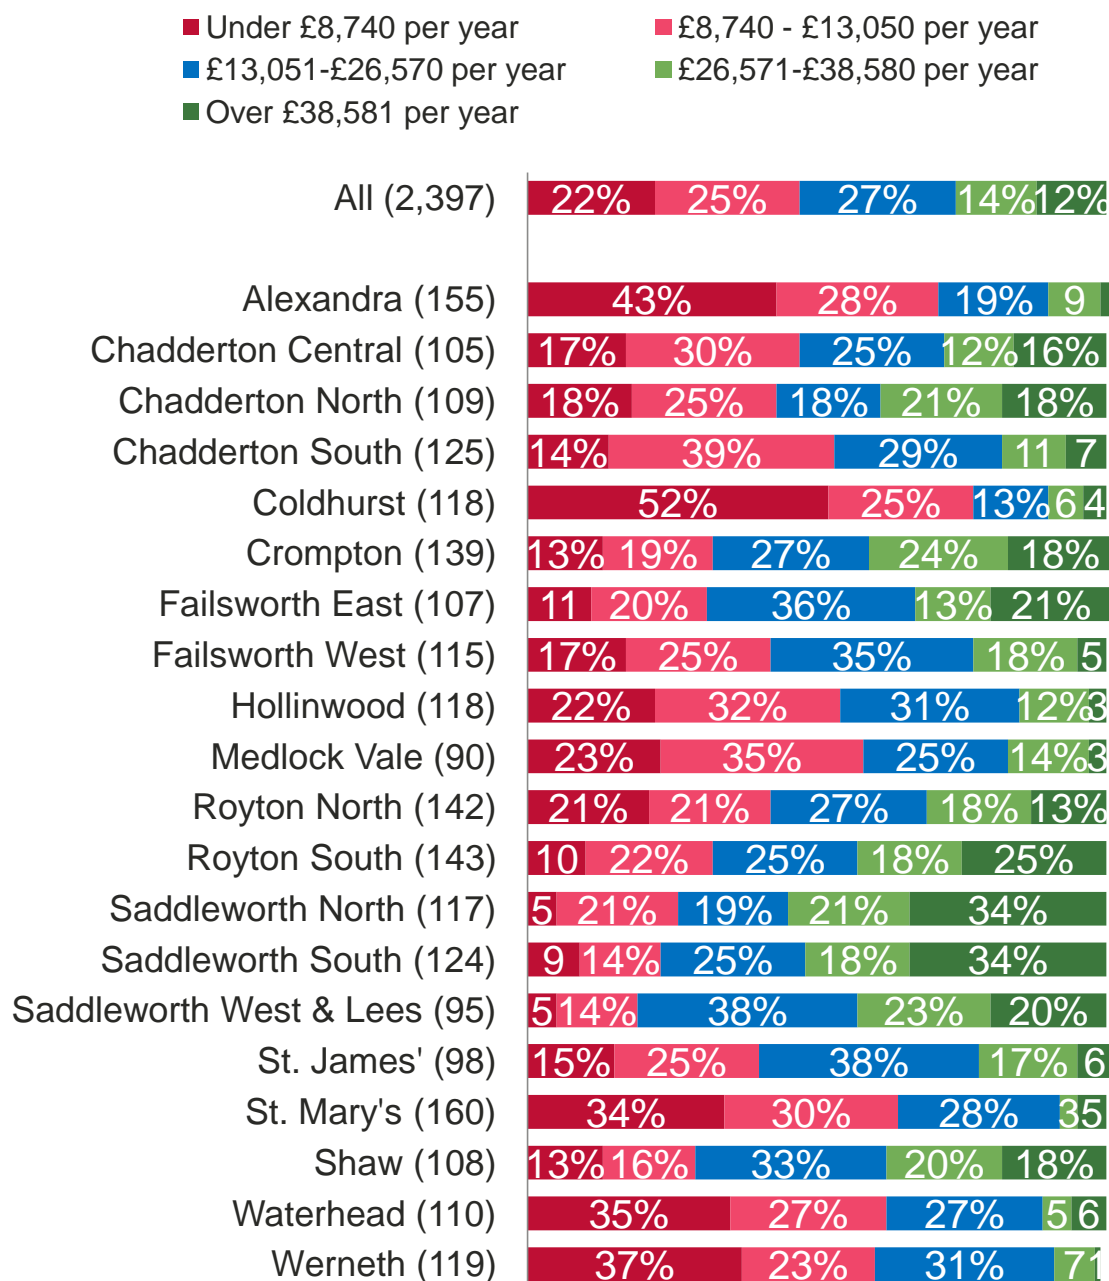 Under £8,740 per year £8,740 - £13,050 per year
£13,051-£26,570 per year £26,571-£38,580 per year
Over £38,581 per year
All (2,397) 22% 25% 27% 14% 12%
Alexandra (155) 43% 28% 19% 9
Chadderton Central (105) 17% 30% 25% 12% 16%
Chadderton North (109) 18% 25% 18% 21% 18%
Chadderton South (125) 14% 39% 29% 11 7
Coldhurst (118) 52% 25% 13% 6 4
Crompton (139) 13% 19% 27% 24% 18%
Failsworth East (107) 11 20% 36% 13% 21%
Failsworth West (115) 17% 25% 35% 18% 5
Hollinwood (118) 22% 32% 31% 12% 3
Medlock Vale (90) 23% 35% 25% 14% 3
Royton North (142) 21% 21% 27% 18% 13%
Royton South (143) 10 22% 25% 18% 25%
Saddleworth North (117) 5 21% 19% 21% 34%
Saddleworth South (124) 9 14% 25% 18% 34%
Saddleworth West & Lees (95) 5 14% 38% 23% 20%
St. James' (98) 15% 25% 38% 17% 6
St. Mary's (160) 34% 30% 28% 3 5
Shaw (108) 13% 16% 33% 20% 18%
Waterhead (110) 35% 27% 27% 5 6
Werneth (119) 37% 23% 31% 7 1